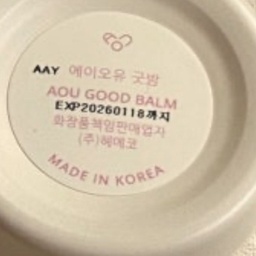 AAY 에이오유 굿밤
AOU GOOD BALM
EXP20260118까지
화장품책임판매업자
(주)헤메코
MADE IN KOREA